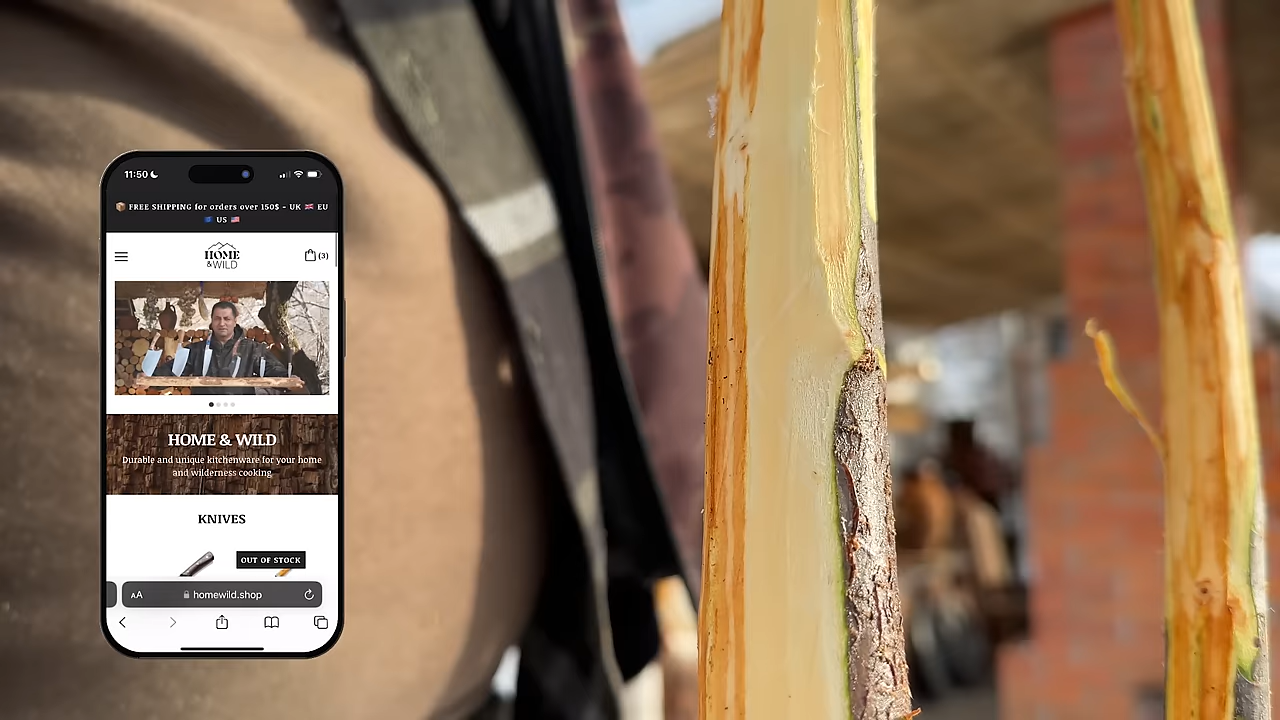 11:50
📦 FREE SHIPPING for orders over 150$ - UK 🇬🇧 EU
🇪🇺 US 🇺🇸
HOME
&WILD
(3)
HOME & WILD
Durable and unique kitchenware for your home
and wilderness cooking
KNIVES
OUT OF STOCK
AA
homewild.shop